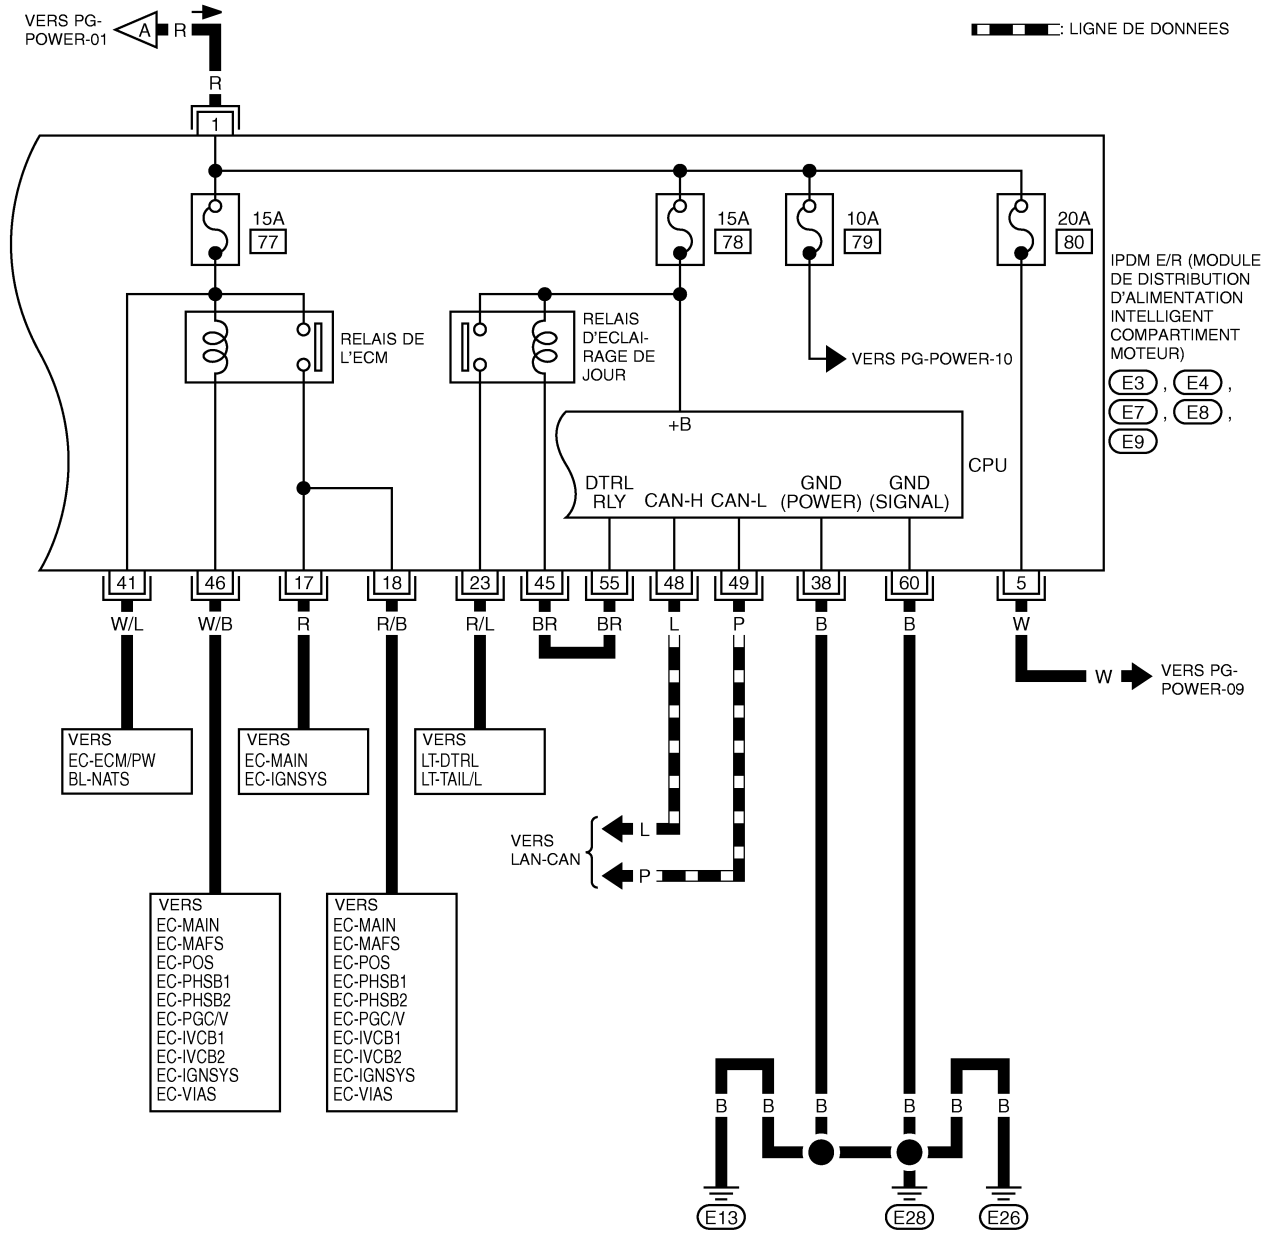 VERS PG-
POWER-01
A
R
: LIGNE DE DONNEES
R
1
15A
77
15A
78
10A
79
20A
80
IPDM E/R (MODULE
DE DISTRIBUTION
D'ALIMENTATION
INTELLIGENT
COMPARTIMENT
MOTEUR)
E3 , E4 ,
E7 , E8 ,
E9
RELAIS DE
L'ECM
RELAIS
D'ECLAI-
RAGE DE
JOUR
VERS PG-POWER-10
+B
CPU
DTRL
RLY
CAN-H
CAN-L
GND
(POWER)
GND
(SIGNAL)
41 46 17 18 23 45 55 48 49 38 60 5
W/L W/B R R/B R/L BR BR L P B B W
W
VERS PG-
POWER-09
VERS
EC-ECM/PW
BL-NATS
VERS
EC-MAIN
EC-IGNSYS
VERS
LT-DTRL
LT-TAIL/L
VERS
LAN-CAN
L
P
VERS
EC-MAIN
EC-MAFS
EC-POS
EC-PHSB1
EC-PHSB2
EC-PGC/V
EC-IVCB1
EC-IVCB2
EC-IGNSYS
EC-VIAS
VERS
EC-MAIN
EC-MAFS
EC-POS
EC-PHSB1
EC-PHSB2
EC-PGC/V
EC-IVCB1
EC-IVCB2
EC-IGNSYS
EC-VIAS
B B B B B B
E13 E28 E26